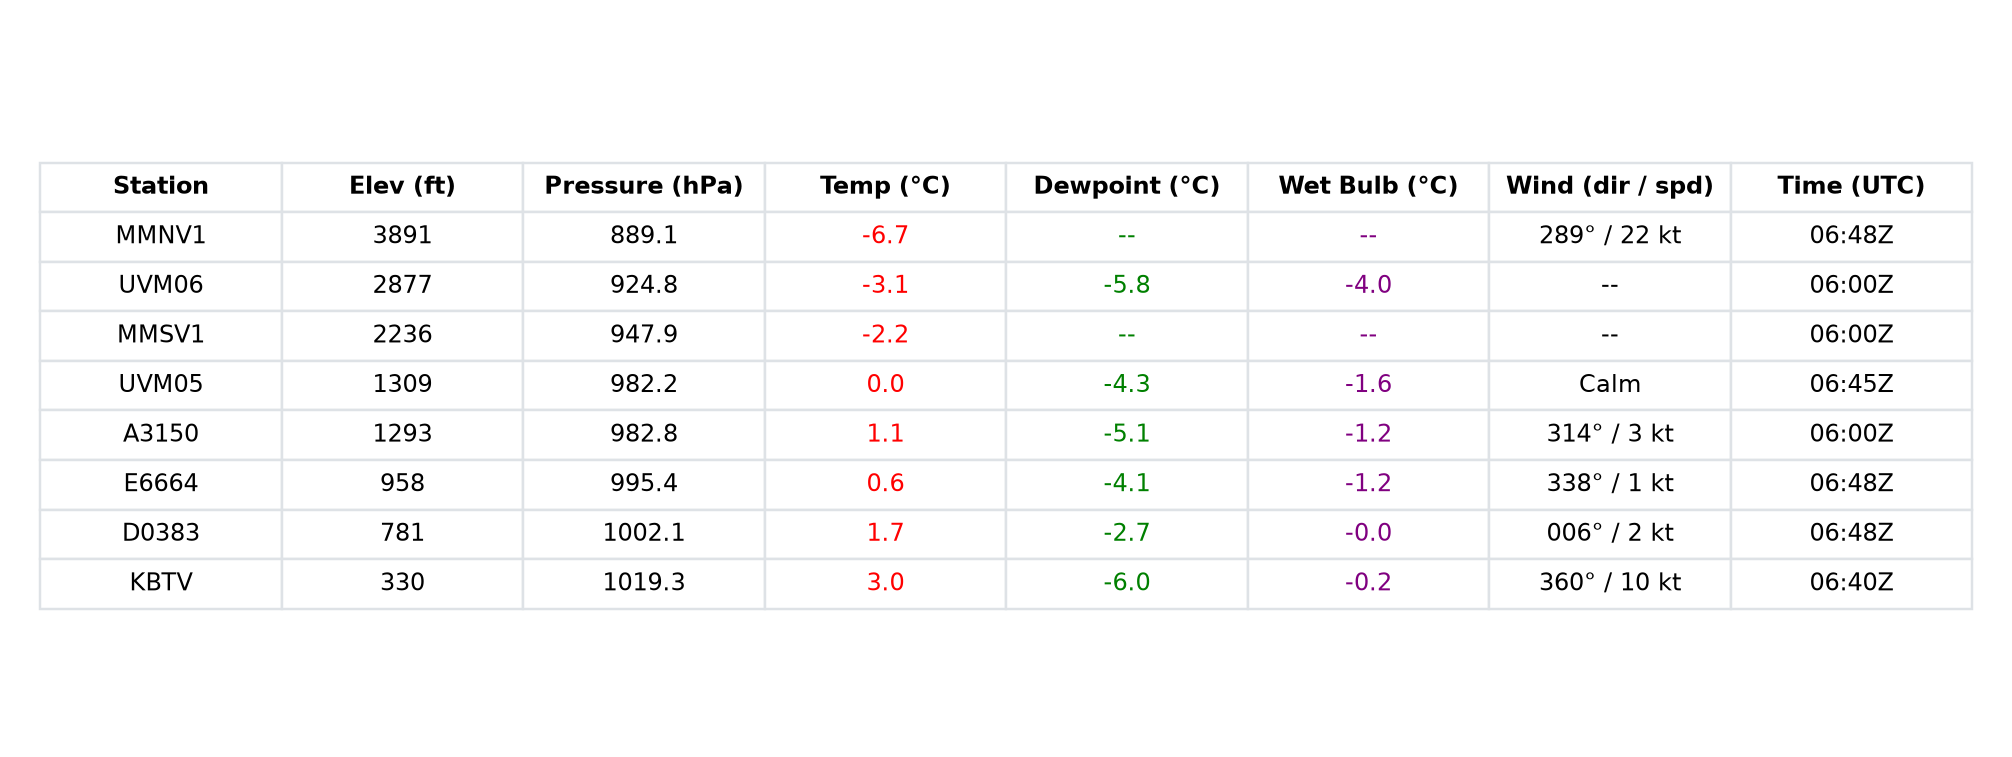 Station Elev (ft) Pressure (hPa) Temp (°C) Dewpoint (°C) Wet Bulb (°C) Wind (dir / spd) Time (UTC)
MMNV1 3891 889.1 -6.7 -- -- 289° / 22 kt 06:48Z
UVM06 2877 924.8 -3.1 -5.8 -4.0 -- 06:00Z
MMSV1 2236 947.9 -2.2 -- -- -- 06:00Z
UVM05 1309 982.2 0.0 -4.3 -1.6 Calm 06:45Z
A3150 1293 982.8 1.1 -5.1 -1.2 314° / 3 kt 06:00Z
E6664 958 995.4 0.6 -4.1 -1.2 338° / 1 kt 06:48Z
D0383 781 1002.1 1.7 -2.7 -0.0 006° / 2 kt 06:48Z
KBTV 330 1019.3 3.0 -6.0 -0.2 360° / 10 kt 06:40Z